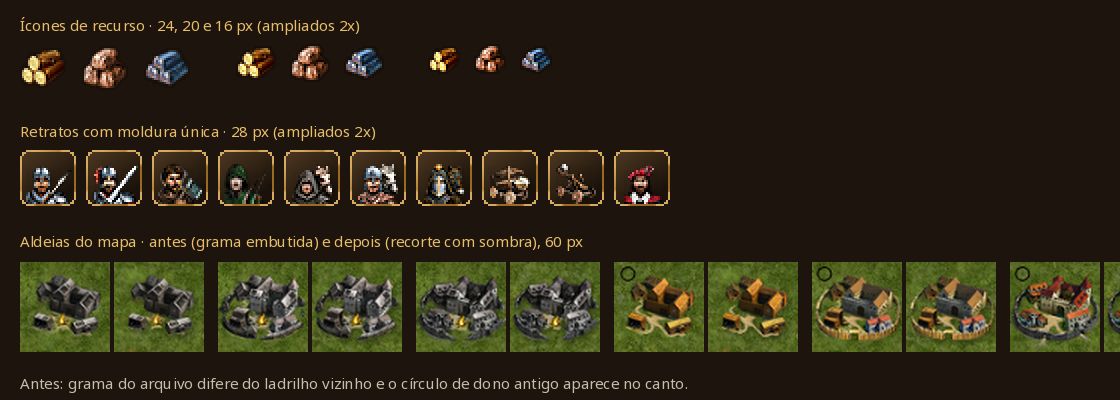 Ícones de recurso · 24, 20 e 16 px (ampliados 2x)
Retratos com moldura única · 28 px (ampliados 2x)
Aldeias do mapa · antes (grama embutida) e depois (recorte com sombra), 60 px
Antes: grama do arquivo difere do ladrilho vizinho e o círculo de dono antigo aparece no canto.